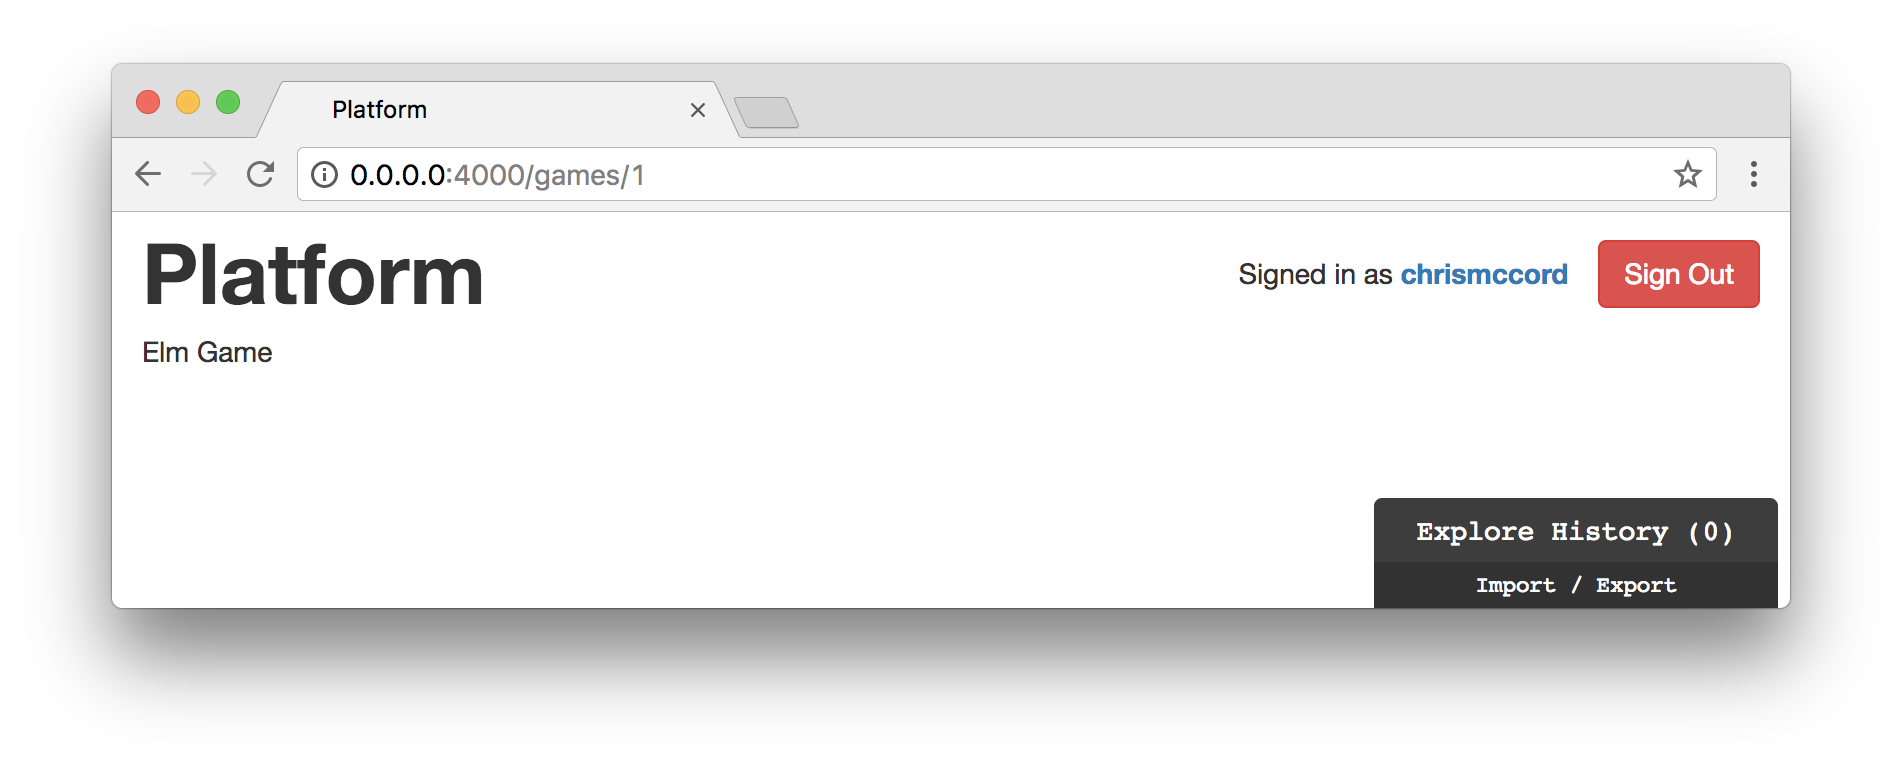 Platform
0.0.0.0:4000/games/1
Platform
Signed in as chrismccord
Sign Out
Elm Game
Explore History (0)
Import / Export